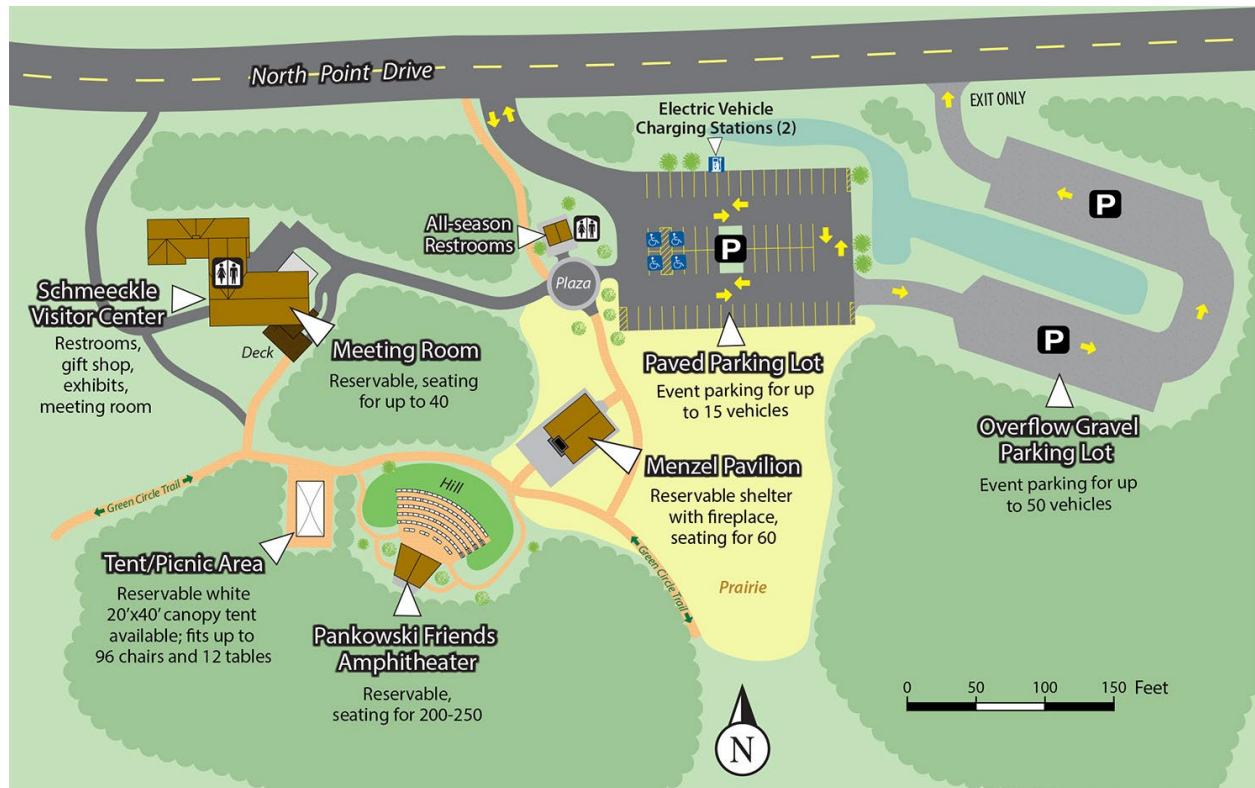 North Point Drive
EXIT ONLY
Electric Vehicle
Charging Stations (2)
P
All-season
Restrooms
P
Plaza
Schmeeckle
Visitor Center
Restrooms,
gift shop,
exhibits,
meeting room
Deck
Meeting Room
Reservable, seating
for up to 40
Paved Parking Lot
Event parking for up
to 15 vehicles
P
Overflow Gravel
Parking Lot
Event parking for up
to 50 vehicles
Menzel Pavilion
Reservable shelter
with fireplace,
seating for 60
Green Circle Trail
Hill
Green Circle Trail
Prairie
Tent/Picnic Area
Reservable white
20'x40' canopy tent
available; fits up to
96 chairs and 12 tables
Pankowski Friends
Amphitheater
Reservable,
seating for 200-250
0 50 100 150 Feet
N